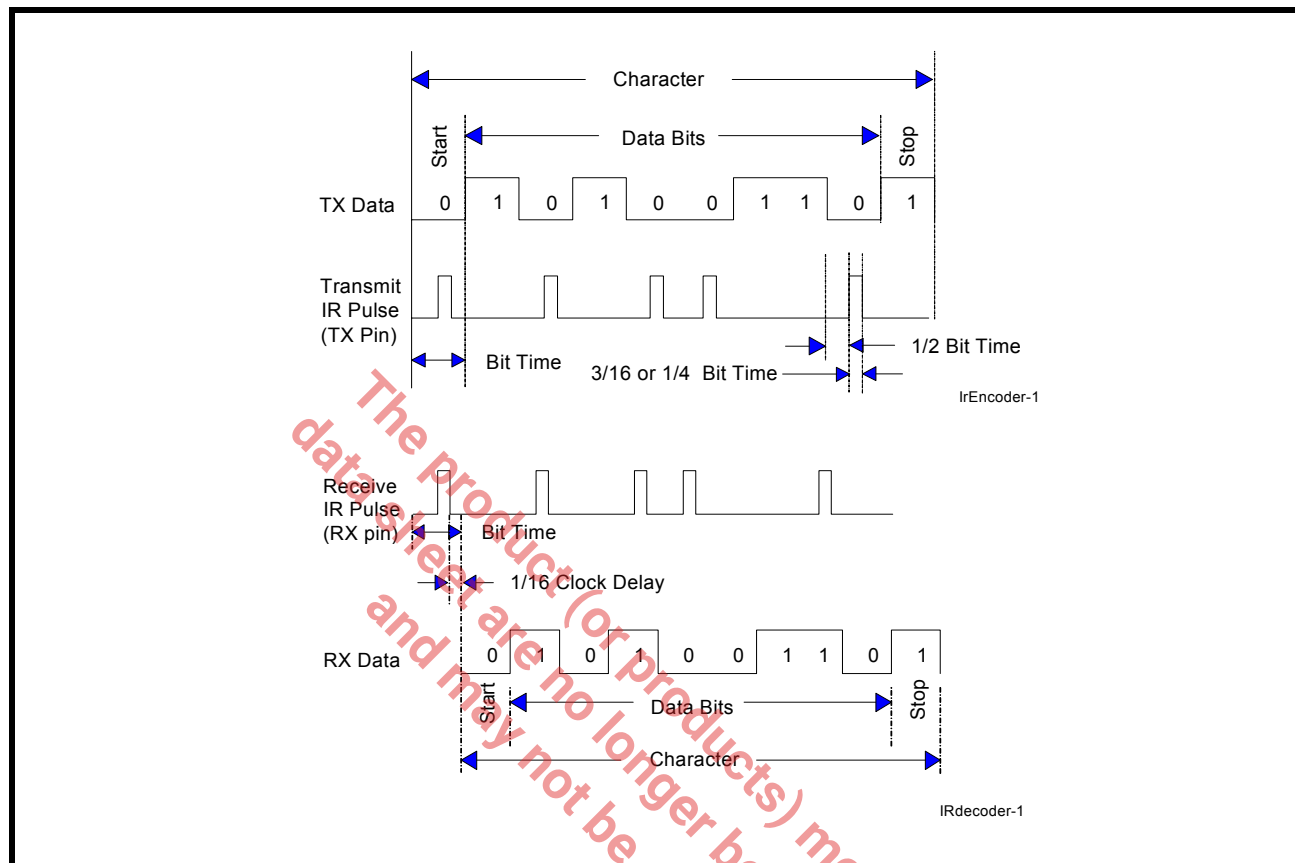 Character
Start
Data Bits
Stop
TX Data
0 1 0 1 0 0 1 1 0 1
Transmit
IR Pulse
(TX Pin)
Bit Time
1/2 Bit Time
3/16 or 1/4 Bit Time
IrEncoder-1
Receive
IR Pulse
(RX pin)
Bit Time
1/16 Clock Delay
RX Data
0 1 0 1 0 0 1 1 0 1
Start
Data Bits
Stop
Character
IRdecoder-1
The product (or products) me
data sheet are no longer be
and may not be